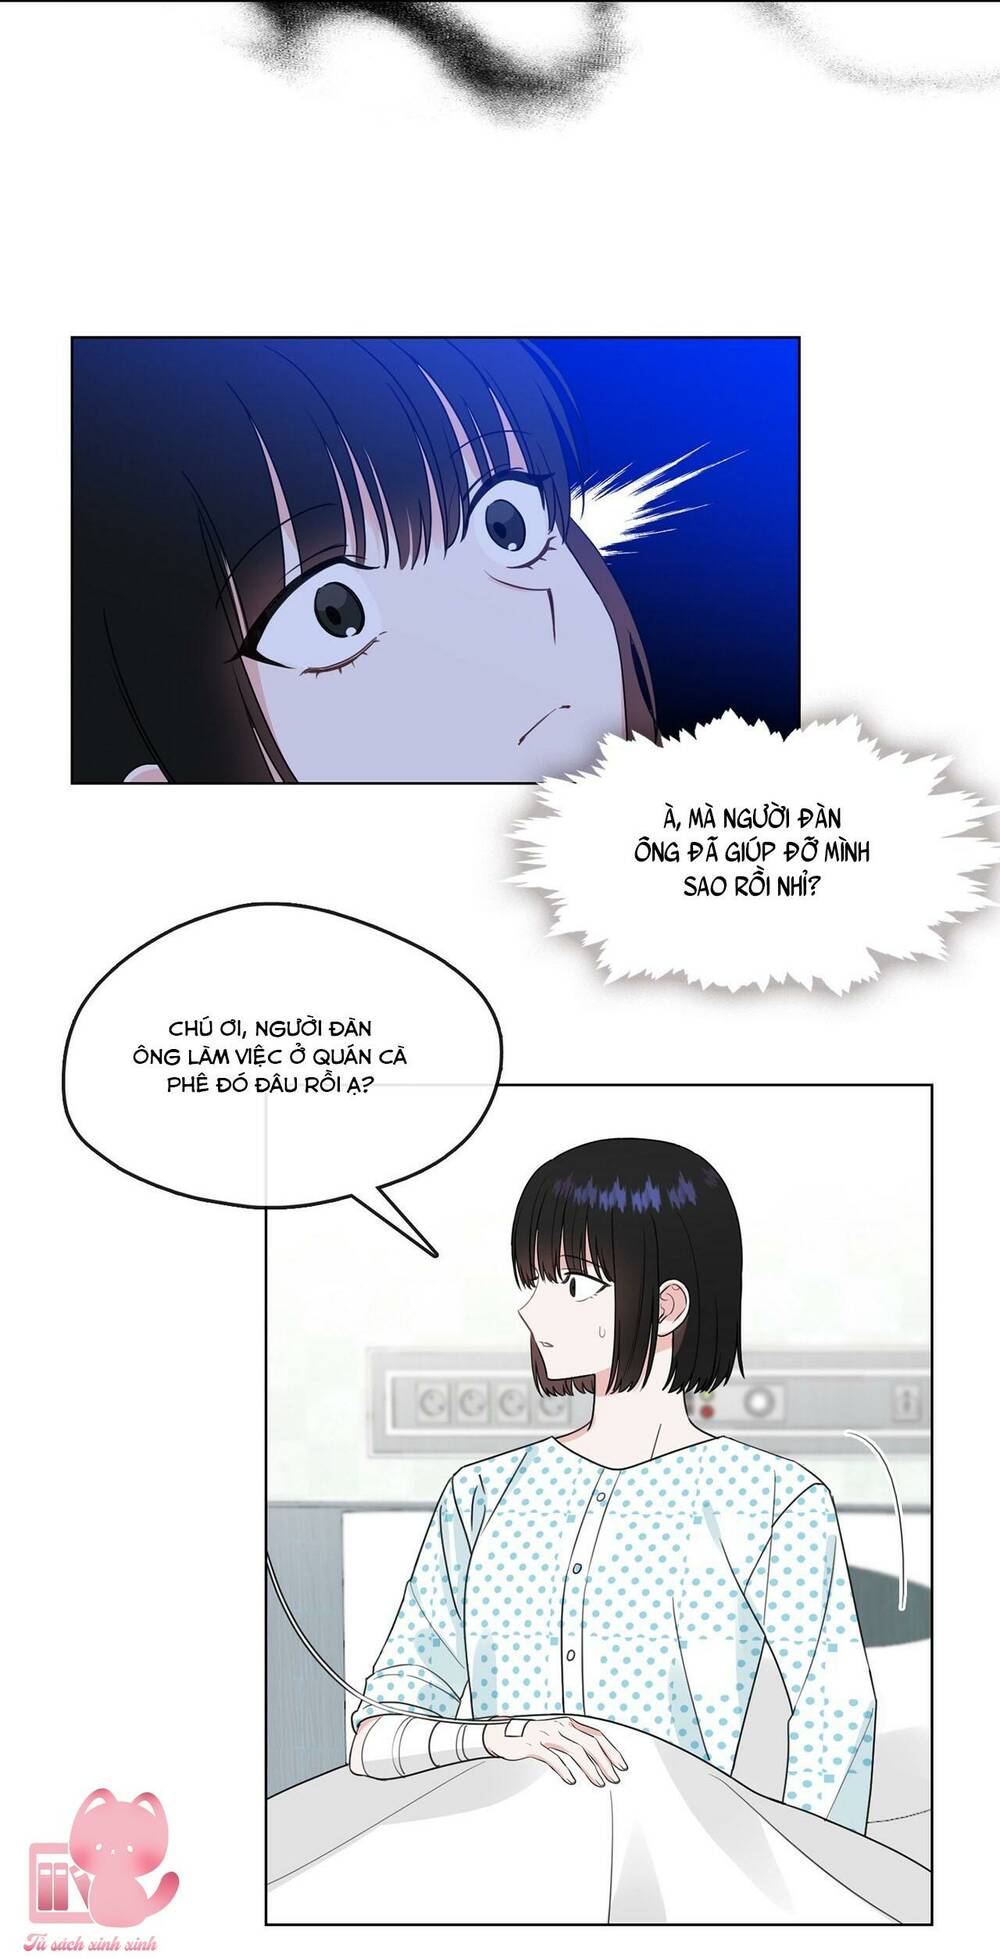 À, MÀ NGƯỜI ĐÀN
ÔNG ĐÃ GIÚP ĐỠ MÌNH
SAO RỒI NHỈ?
CHÚ ƠI, NGƯỜI ĐÀN
ÔNG LÀM VIỆC Ở QUÁN CÀ
PHÊ ĐÓ ĐÂU RỒI Ạ?
Tủ sách xinh xinh